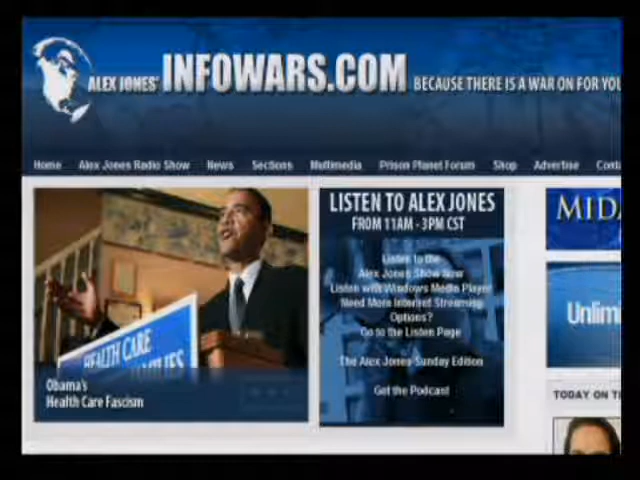 ALEX JONES' INFOWARS.COM BECAUSE THERE IS A WAR ON FOR YOU
Home Alex Jones Radio Show News Sections Multimedia Prison Planet Forum Shop Advertise Cont
LISTEN TO ALEX JONES
FROM 11AM - 3PM CST
Listen to the
Alex Jones Show Now
Listen with Windows Media Player
Need More Internet Streaming
Options?
Go to the Listen Page
The Alex Jones Sunday Edition
Get the Podcast
HEALTH CARE
Obama's
Health Care Fascism
MIDA
Unlim
TODAY ON T